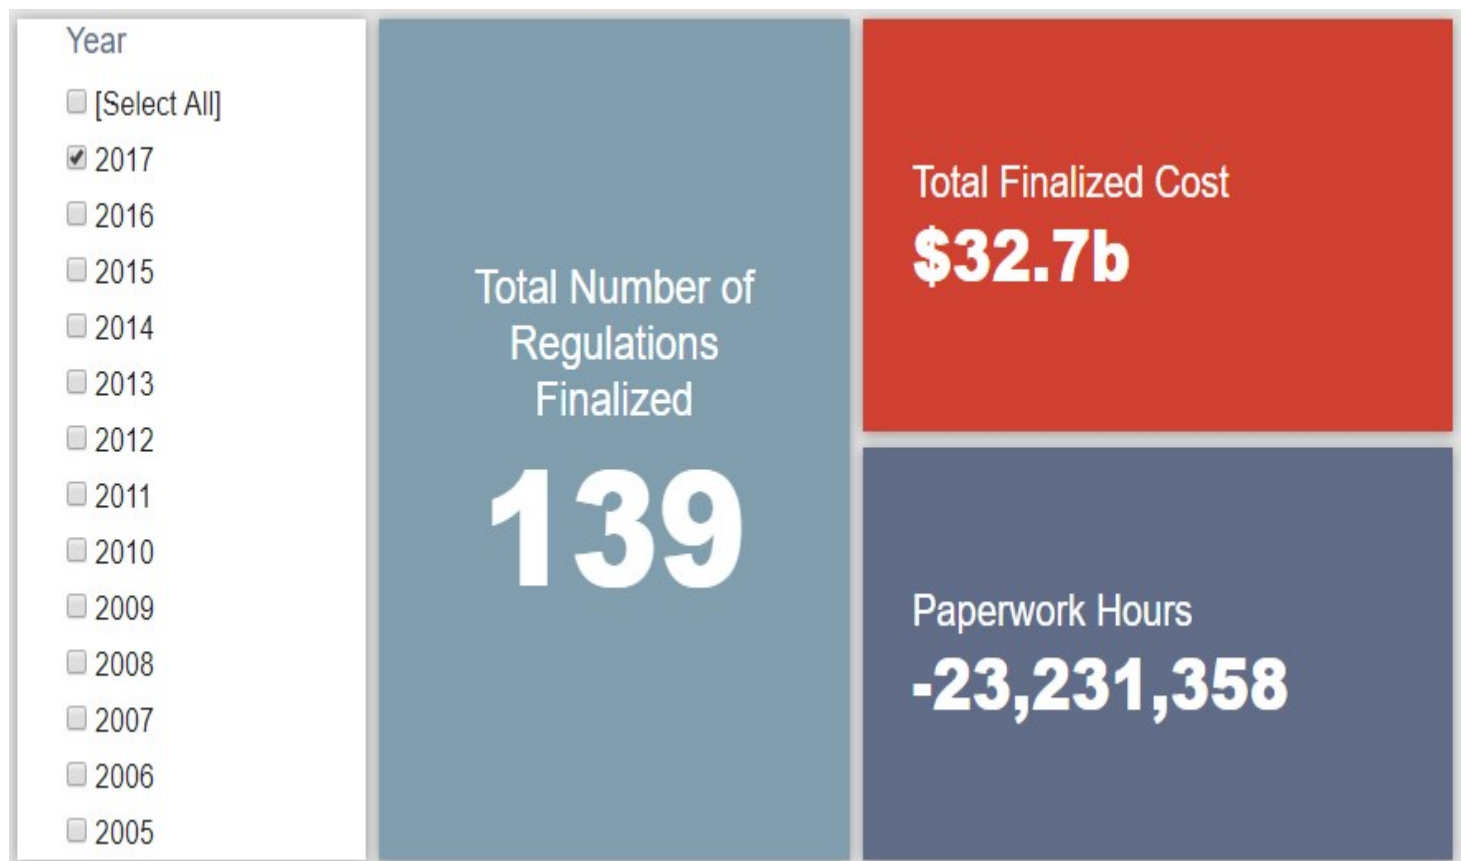 Year
[Select All]
2017
2016
2015
2014
2013
2012
2011
2010
2009
2008
2007
2006
2005
Total Number of
Regulations
Finalized
139
Total Finalized Cost
$32.7b
Paperwork Hours
-23,231,358